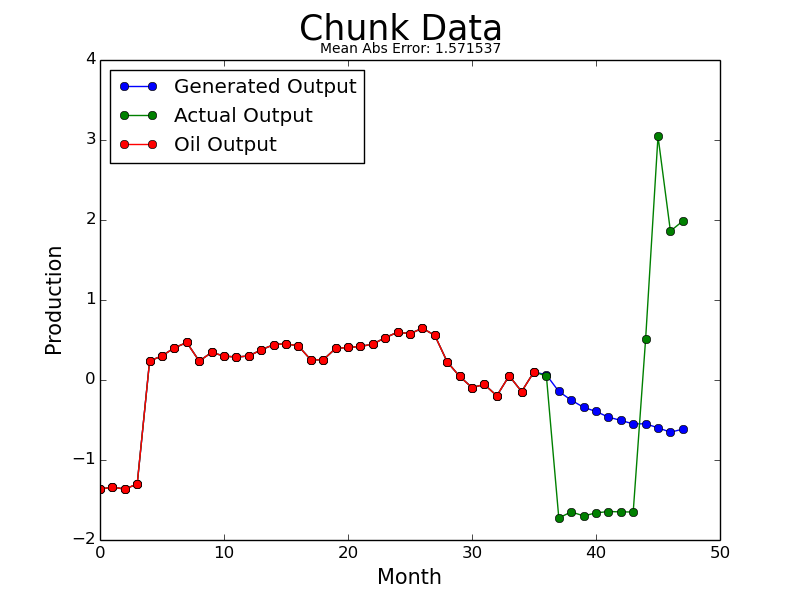 Chunk Data
Mean Abs Error: 1.571537
Generated Output
Actual Output
Oil Output
4
3
2
1
0
−1
−2
Production
0 10 20 30 40 50
Month